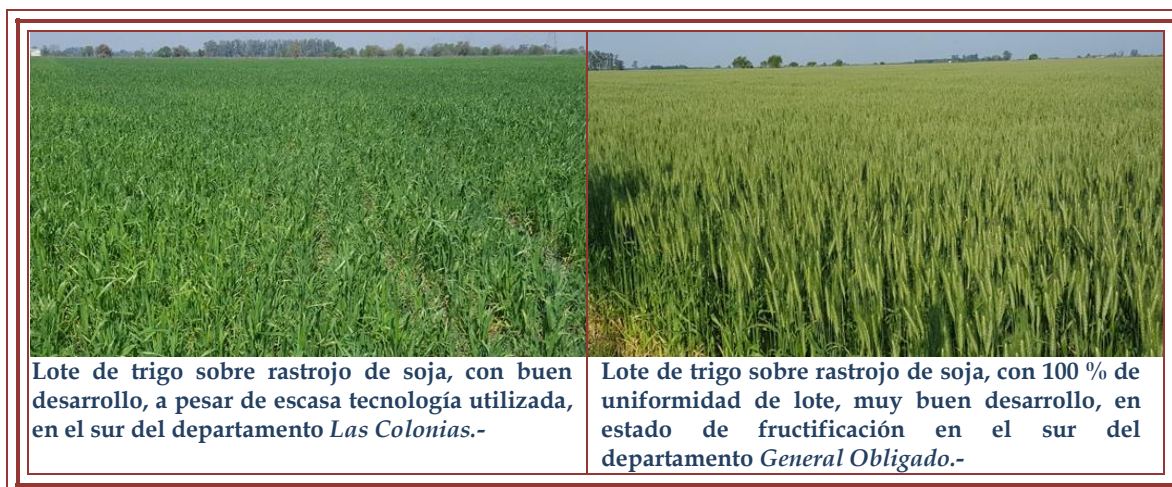 Lote de trigo sobre rastrojo de soja, con buen
desarrollo, a pesar de escasa tecnología utilizada,
en el sur del departamento Las Colonias.-
Lote de trigo sobre rastrojo de soja, con 100 % de
uniformidad de lote, muy buen desarrollo, en
estado de fructificación en el sur del
departamento General Obligado.-